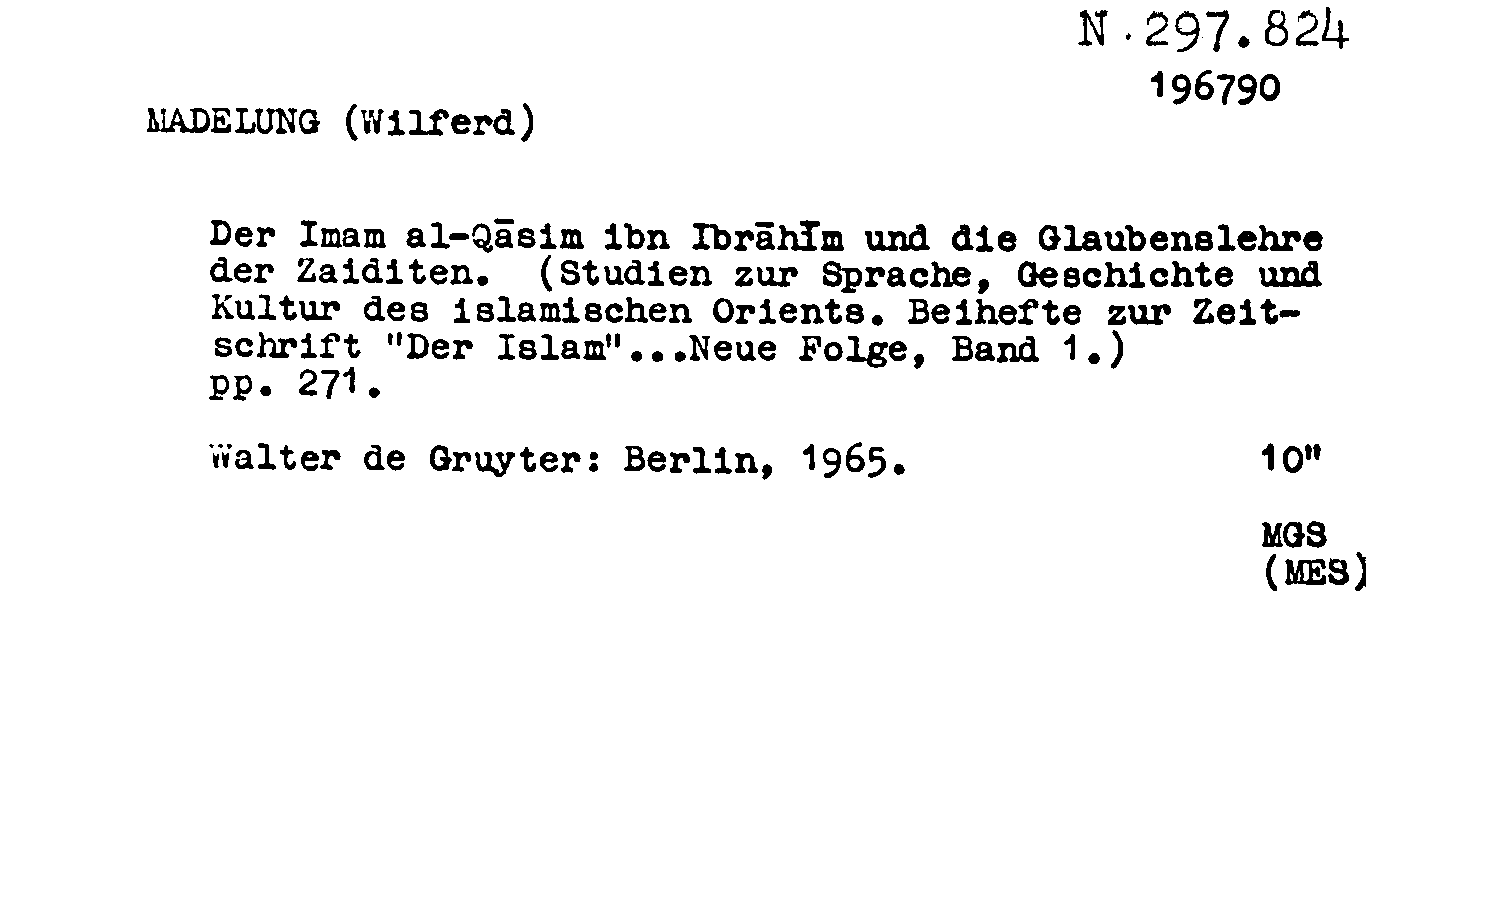 N.297.824
196790
MADELUNG (Wilferd)
Der Imam al-Qāsim ibn Ibrāhīm und die Glaubenslehre
der Zaiditen. (Studien zur Sprache, Geschichte und
Kultur des islamischen Orients. Beihefte zur Zeit-
schrift "Der Islam"...Neue Folge, Band 1.)
pp. 271.
Walter de Gruyter: Berlin, 1965. 10"
MGS
(MES)